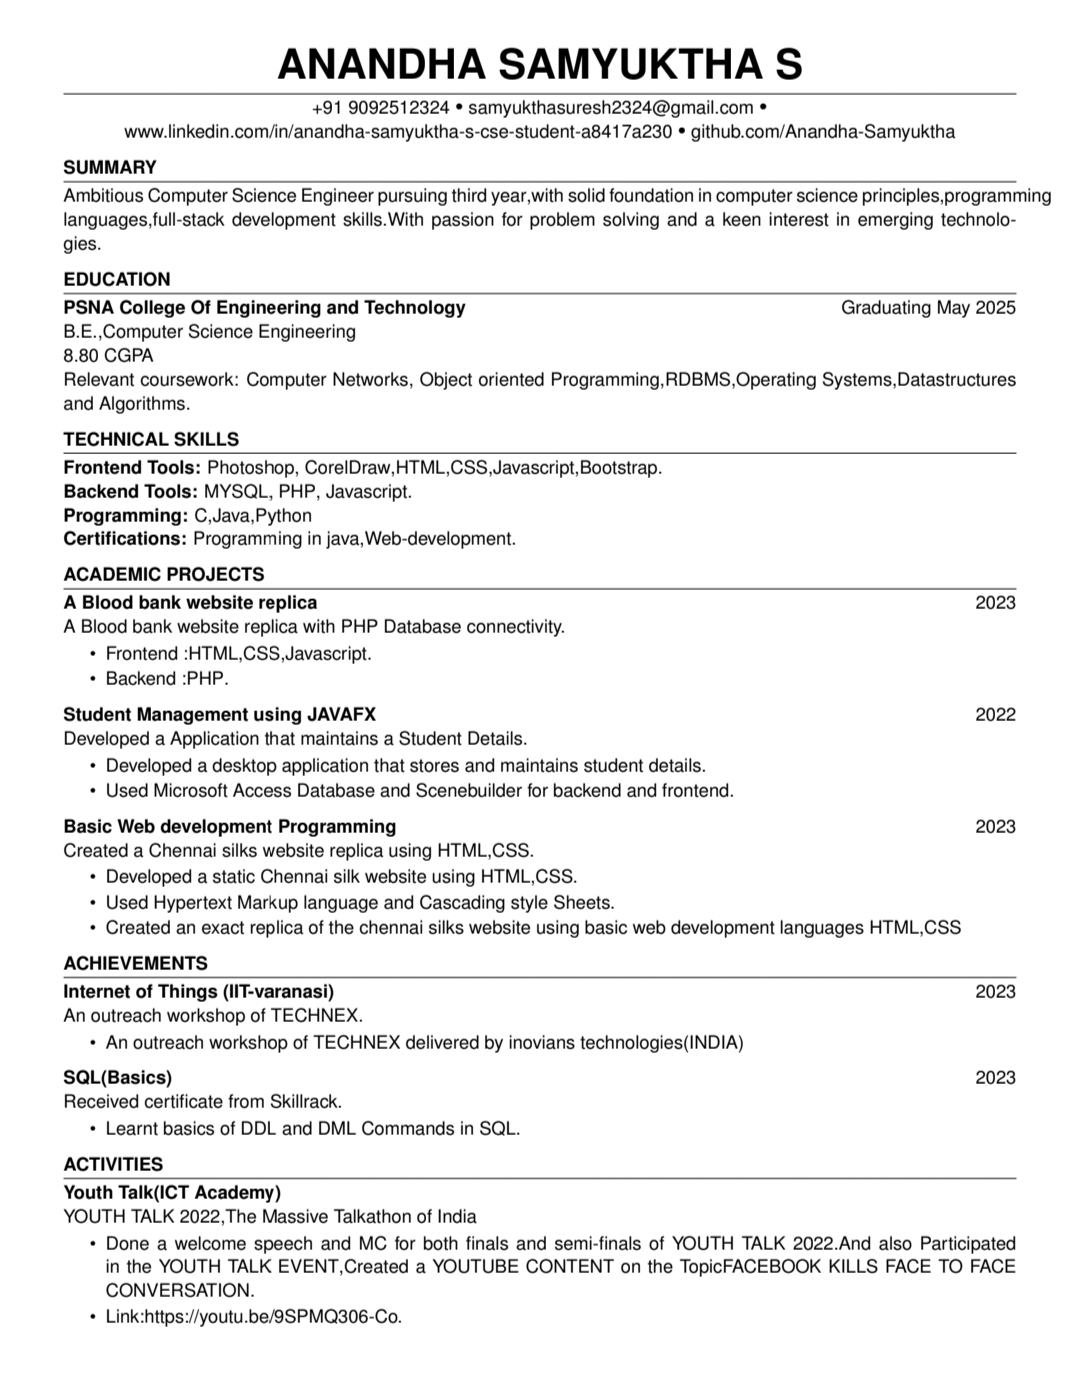 ANANDHA SAMYUKTHA S
+91 9092512324 • samyukthasuresh2324@gmail.com •
www.linkedin.com/in/anandha-samyuktha-s-cse-student-a8417a230 • github.com/Anandha-Samyuktha
SUMMARY
Ambitious Computer Science Engineer pursuing third year,with solid foundation in computer science principles,programming
languages,full-stack development skills.With passion for problem solving and a keen interest in emerging technolo-
gies.
EDUCATION
PSNA College Of Engineering and Technology Graduating May 2025
B.E.,Computer Science Engineering
8.80 CGPA
Relevant coursework: Computer Networks, Object oriented Programming,RDBMS,Operating Systems,Datastructures
and Algorithms.
TECHNICAL SKILLS
Frontend Tools: Photoshop, CorelDraw,HTML,CSS,Javascript,Bootstrap.
Backend Tools: MYSQL, PHP, Javascript.
Programming: C,Java,Python
Certifications: Programming in java,Web-development.
ACADEMIC PROJECTS
A Blood bank website replica 2023
A Blood bank website replica with PHP Database connectivity.
• Frontend :HTML,CSS,Javascript.
• Backend :PHP.
Student Management using JAVAFX 2022
Developed a Application that maintains a Student Details.
• Developed a desktop application that stores and maintains student details.
• Used Microsoft Access Database and Scenebuilder for backend and frontend.
Basic Web development Programming 2023
Created a Chennai silks website replica using HTML,CSS.
• Developed a static Chennai silk website using HTML,CSS.
• Used Hypertext Markup language and Cascading style Sheets.
• Created an exact replica of the chennai silks website using basic web development languages HTML,CSS
ACHIEVEMENTS
Internet of Things (IIT-varanasi) 2023
An outreach workshop of TECHNEX.
• An outreach workshop of TECHNEX delivered by inovians technologies(INDIA)
SQL(Basics) 2023
Received certificate from Skillrack.
• Learnt basics of DDL and DML Commands in SQL.
ACTIVITIES
Youth Talk(ICT Academy)
YOUTH TALK 2022,The Massive Talkathon of India
• Done a welcome speech and MC for both finals and semi-finals of YOUTH TALK 2022.And also Participated
in the YOUTH TALK EVENT,Created a YOUTUBE CONTENT on the TopicFACEBOOK KILLS FACE TO FACE
CONVERSATION.
• Link:https://youtu.be/9SPMQ306-Co.